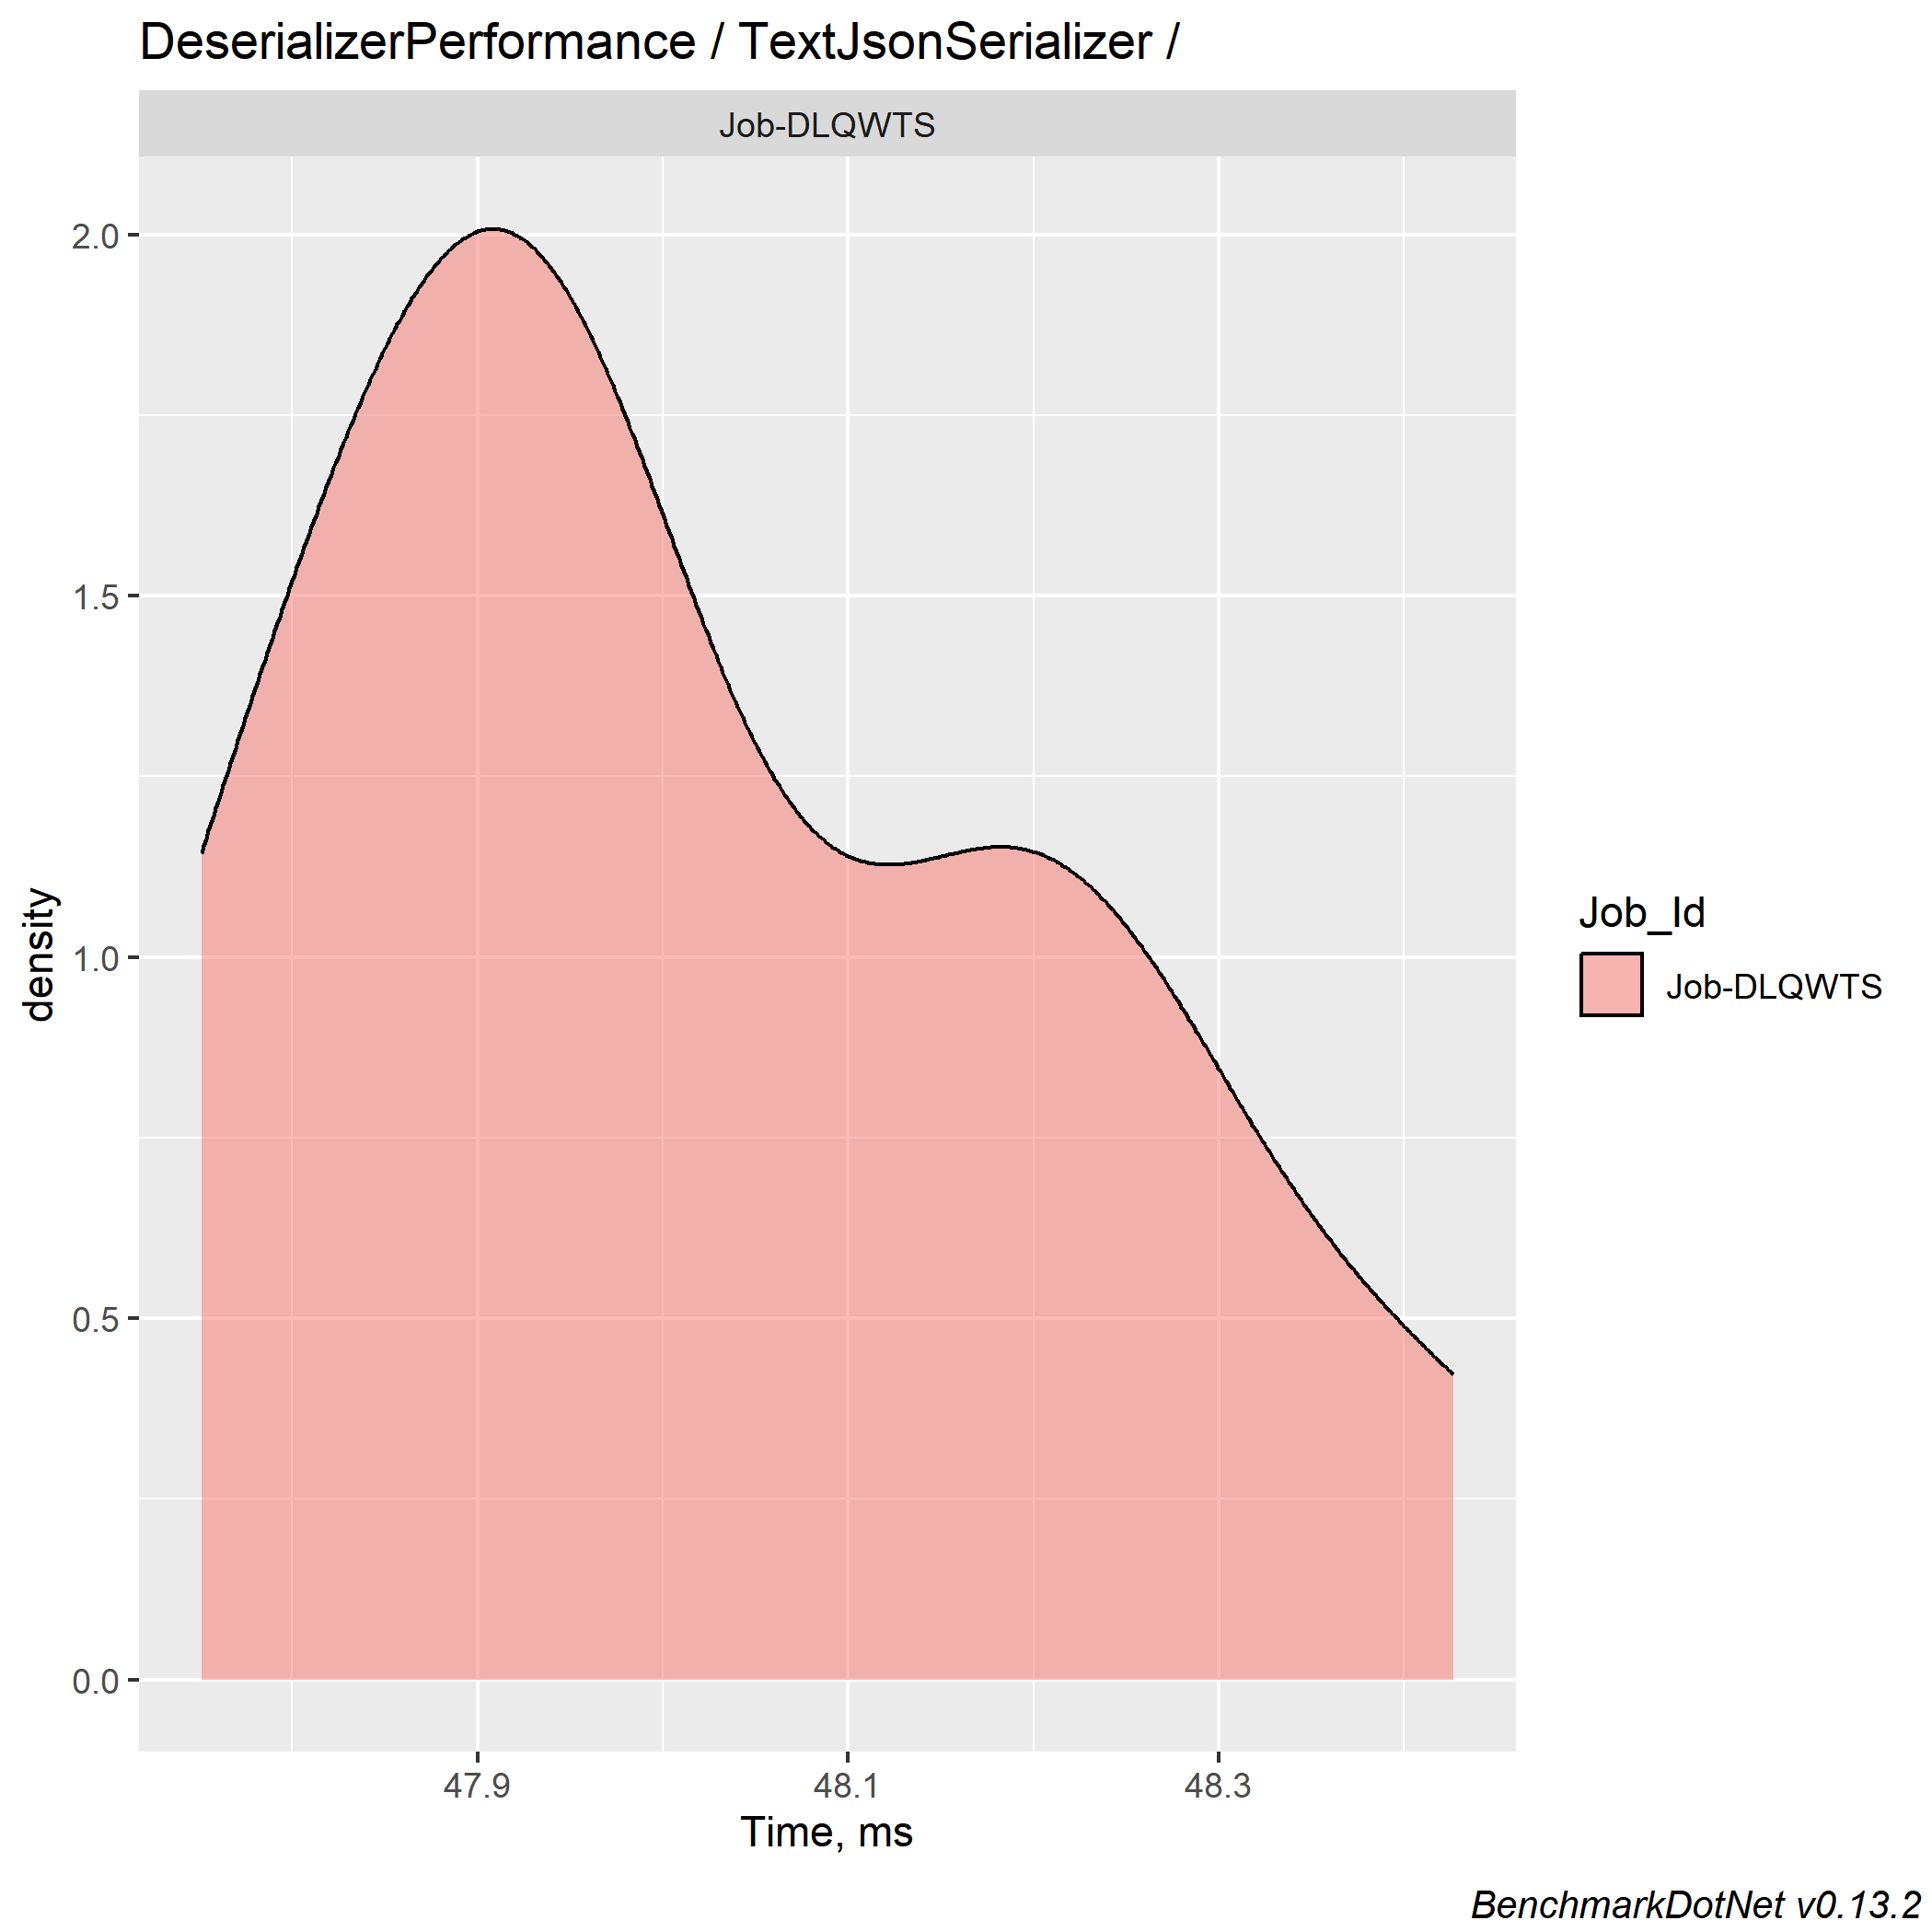 DeserializerPerformance / TextJsonSerializer /
Job-DLQWTS
2.0
1.5
1.0
0.5
0.0
density
47.9 48.1 48.3
Time, ms
Job_Id
Job-DLQWTS
BenchmarkDotNet v0.13.2